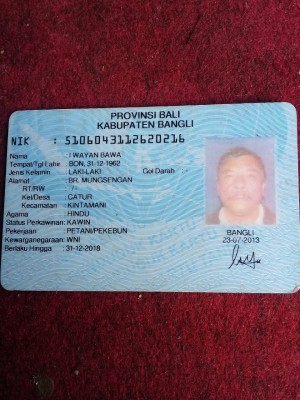 PROVINSI BALI
KABUPATEN BANGLI
NIK : 5106043112620216
Nama : I WAYAN BAWA
Tempat/Tgl Lahir : BON, 31-12-1962
Jenis Kelamin : LAKI-LAKI Gol Darah
Alamat : BR. MUNGSENGAN
RT/RW : -/-
Kel/Desa : CATUR
Kecamatan : KINTAMANI
Agama : HINDU
Status Perkawinan: KAWIN
Pekerjaan : PETANI/PEKEBUN
Kewarganegaraan: WNI
Berlaku Hingga : 31-12-2018
BANGLI
23-07-2013